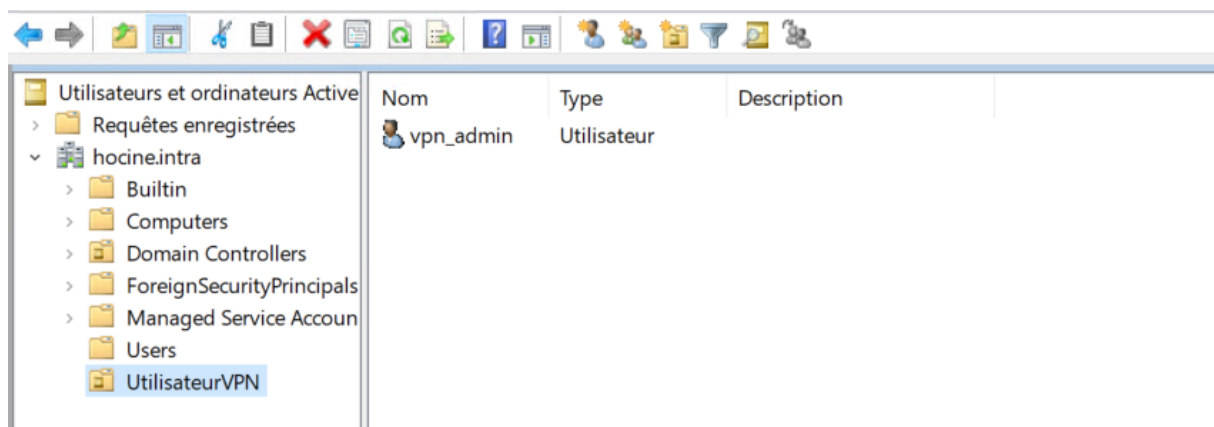 Utilisateurs et ordinateurs Active
Requêtes enregistrées
hocine.intra
Builtin
Computers
Domain Controllers
ForeignSecurityPrincipals
Managed Service Accoun
Users
UtilisateurVPN
Nom Type Description
vpn_admin Utilisateur